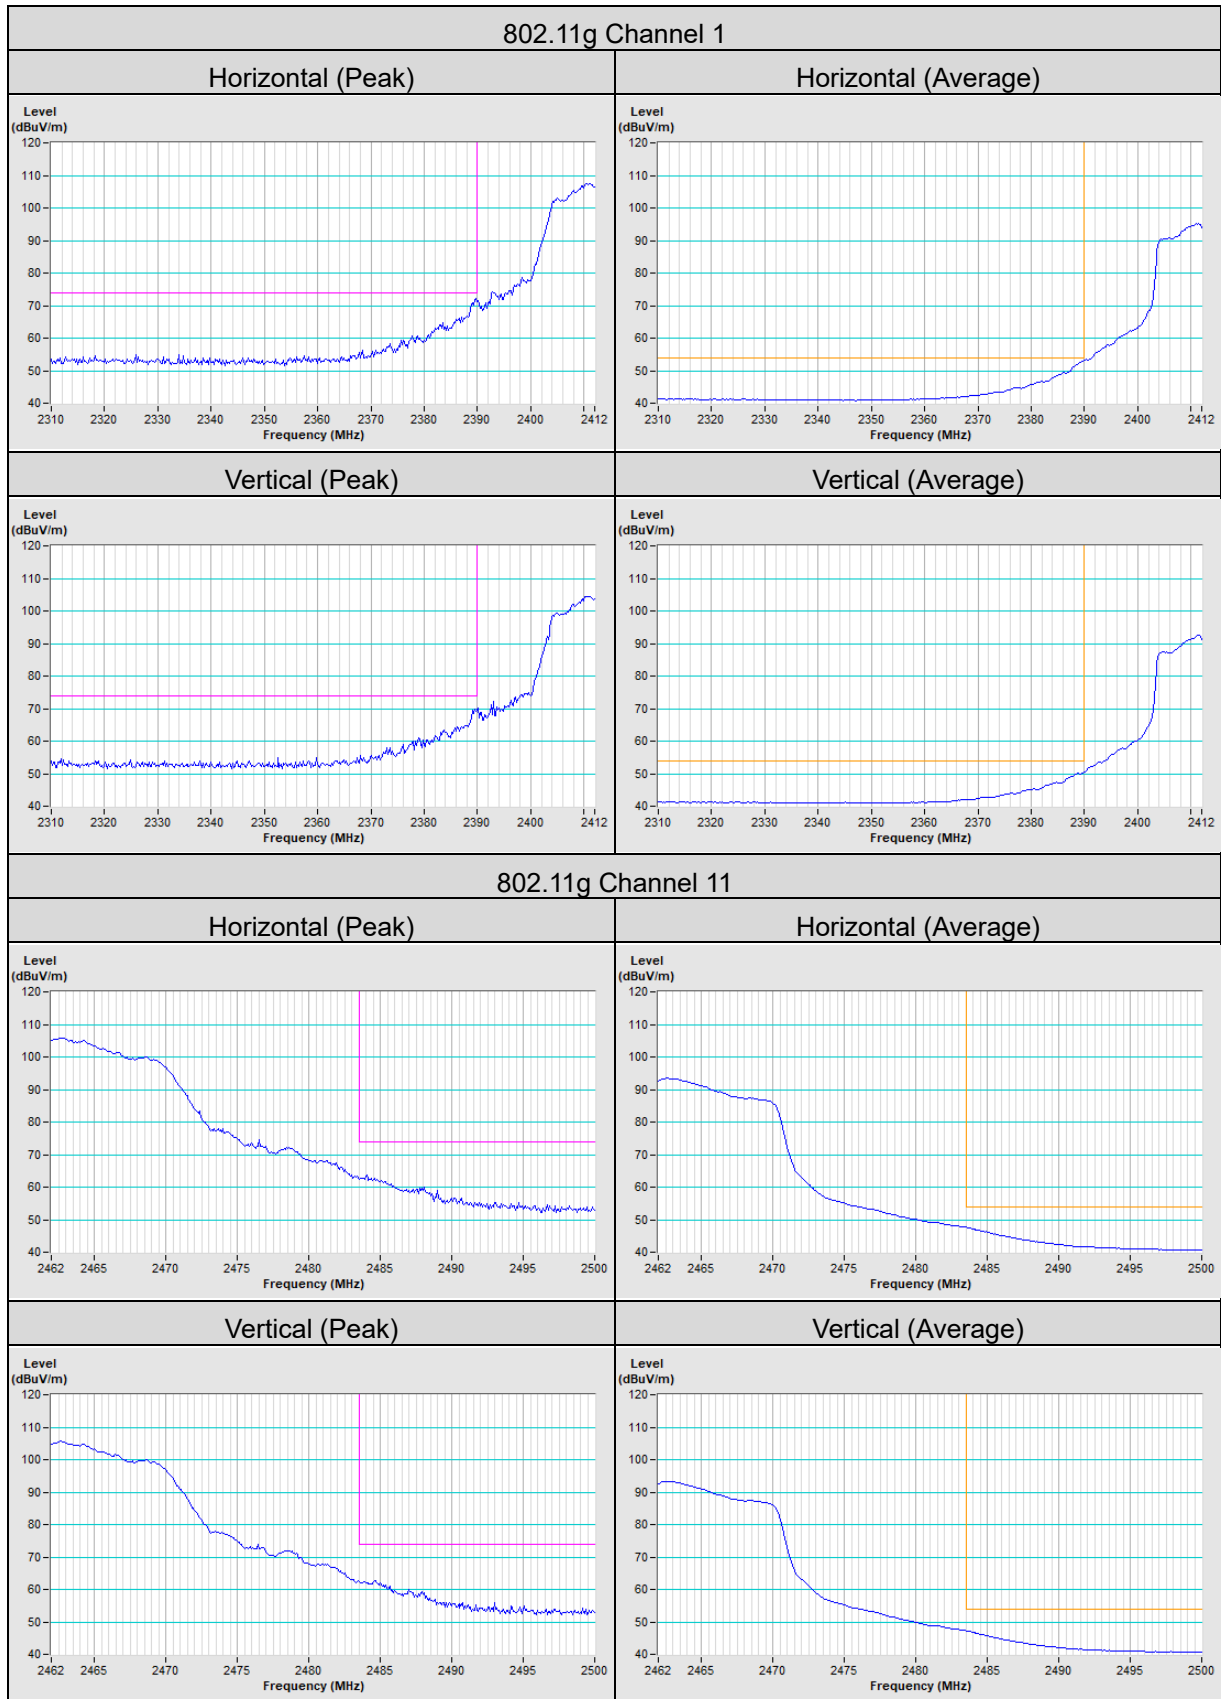 802.11g Channel 1
Horizontal (Peak)
Horizontal (Average)
Level
(dBuV/m)
120
110
100
90
80
70
60
50
40
2310 2320 2330 2340 2350 2360 2370 2380 2390 2400 2412
Frequency (MHz)
Level
(dBuV/m)
120
110
100
90
80
70
60
50
40
2310 2320 2330 2340 2350 2360 2370 2380 2390 2400 2412
Frequency (MHz)
Vertical (Peak)
Vertical (Average)
Level
(dBuV/m)
120
110
100
90
80
70
60
50
40
2310 2320 2330 2340 2350 2360 2370 2380 2390 2400 2412
Frequency (MHz)
Level
(dBuV/m)
120
110
100
90
80
70
60
50
40
2310 2320 2330 2340 2350 2360 2370 2380 2390 2400 2412
Frequency (MHz)
802.11g Channel 11
Horizontal (Peak)
Horizontal (Average)
Level
(dBuV/m)
120
110
100
90
80
70
60
50
40
2462 2465 2470 2475 2480 2485 2490 2495 2500
Frequency (MHz)
Level
(dBuV/m)
120
110
100
90
80
70
60
50
40
2462 2465 2470 2475 2480 2485 2490 2495 2500
Frequency (MHz)
Vertical (Peak)
Vertical (Average)
Level
(dBuV/m)
120
110
100
90
80
70
60
50
40
2462 2465 2470 2475 2480 2485 2490 2495 2500
Frequency (MHz)
Level
(dBuV/m)
120
110
100
90
80
70
60
50
40
2462 2465 2470 2475 2480 2485 2490 2495 2500
Frequency (MHz)